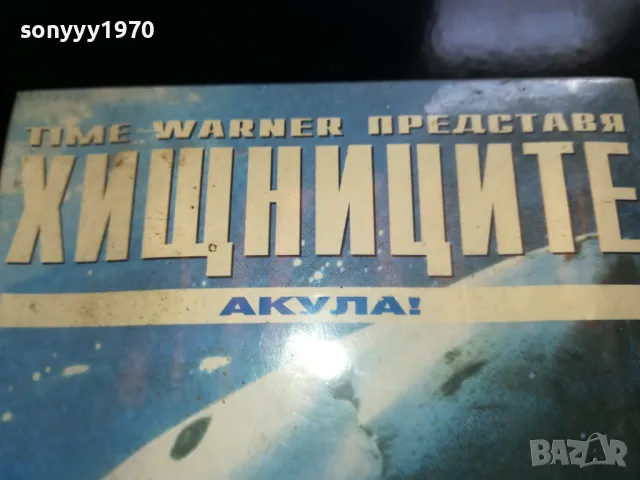 sonyyy1970
TIME WARNER ПРЕДСТАВЯ
ХИЩНИЦИТЕ
АКУЛА!
BAZAR